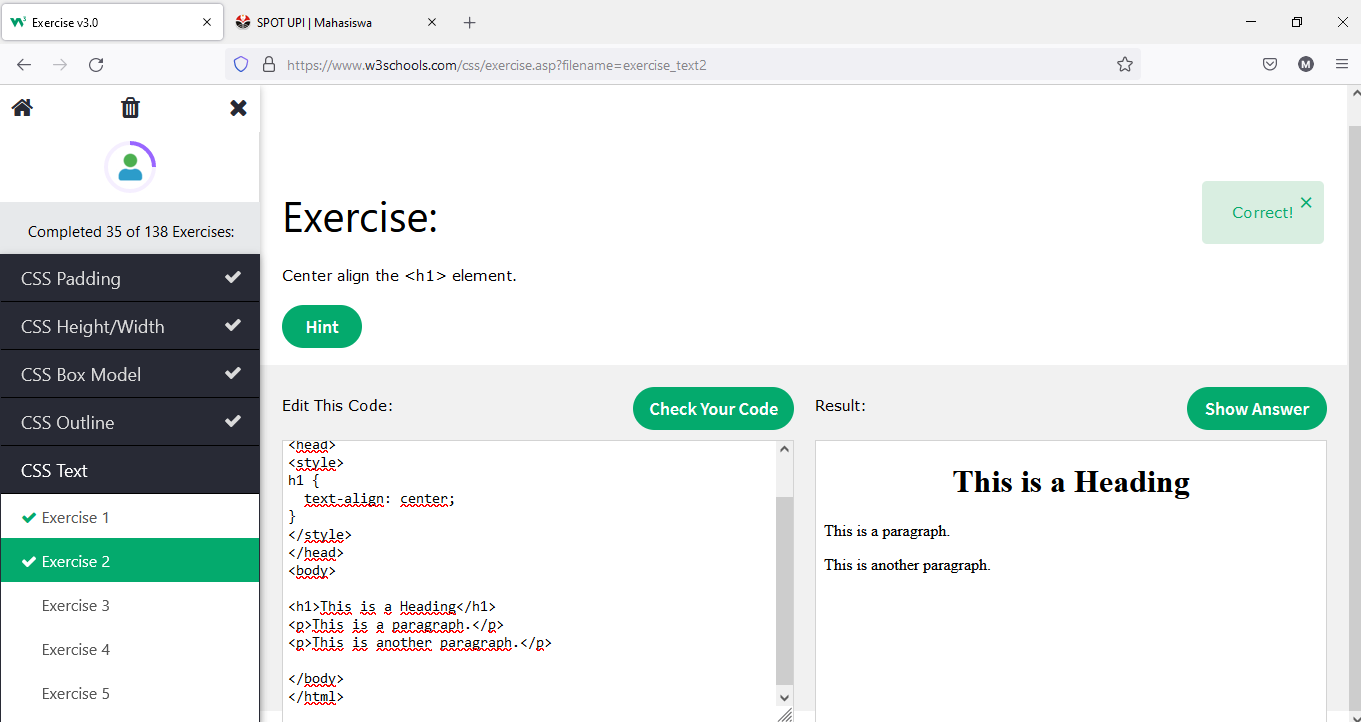 Exercise v3.0
SPOT UPI | Mahasiswa
https://www.w3schools.com/css/exercise.asp?filename=exercise_text2
M
Completed 35 of 138 Exercises:
CSS Padding
CSS Height/Width
CSS Box Model
CSS Outline
CSS Text
Exercise 1
Exercise 2
Exercise 3
Exercise 4
Exercise 5
Exercise:
Correct!
Center align the <h1> element.
Hint
Edit This Code:
Check Your Code
<head>
<style>
h1 {
  text-align: center;
}
</style>
</head>
<body>
<h1>This is a Heading</h1>
<p>This is a paragraph.</p>
<p>This is another paragraph.</p>
</body>
</html>
Result:
Show Answer
This is a Heading
This is a paragraph.
This is another paragraph.